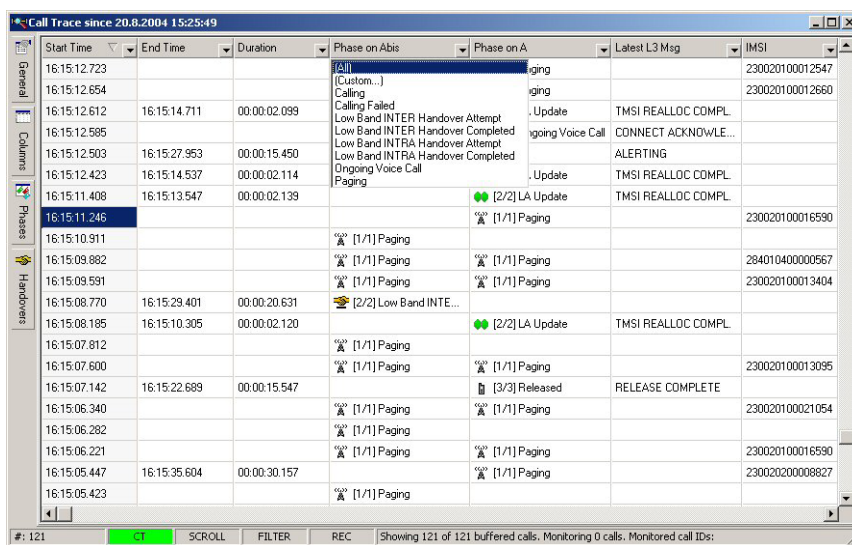 Call Trace since 20.8.2004 15:25:49
Start Time End Time Duration Phase on Abis Phase on A Latest L3 Msg IMSI
General
Columns
Phases
Handovers
(All)
(Custom...)
Calling
Calling Failed
Low Band INTER Handover Attempt
Low Band INTER Handover Completed
Low Band INTRA Handover Attempt
Low Band INTRA Handover Completed
Ongoing Voice Call
Paging
16:15:12.723 ging 230020100012547
16:15:12.654 ging 230020100012660
16:15:12.612 16:15:14.711 00:00:02.099 Update TMSI REALLOC COMPL.
16:15:12.585 ngoing Voice Call CONNECT ACKNOWLE...
16:15:12.503 16:15:27.953 00:00:15.450 ALERTING
16:15:12.423 16:15:14.537 00:00:02.114 Update TMSI REALLOC COMPL.
16:15:11.408 16:15:13.547 00:00:02.139 [2/2] LA Update TMSI REALLOC COMPL.
16:15:11.246 [1/1] Paging 230020100016590
16:15:10.911 [1/1] Paging
16:15:09.882 [1/1] Paging [1/1] Paging 284010400000567
16:15:09.591 [1/1] Paging [1/1] Paging 230020100013404
16:15:08.770 16:15:29.401 00:00:20.631 [2/2] Low Band INTE...
16:15:08.185 16:15:10.305 00:00:02.120 [2/2] LA Update TMSI REALLOC COMPL.
16:15:07.812 [1/1] Paging
16:15:07.600 [1/1] Paging [1/1] Paging 230020100013095
16:15:07.142 16:15:22.689 00:00:15.547 [3/3] Released RELEASE COMPLETE
16:15:06.340 [1/1] Paging [1/1] Paging 230020100021054
16:15:06.282 [1/1] Paging
16:15:06.221 [1/1] Paging [1/1] Paging 230020100016590
16:15:05.447 16:15:35.604 00:00:30.157 [1/1] Paging 230020200008827
16:15:05.423 [1/1] Paging
#: 121 CT SCROLL FILTER REC Showing 121 of 121 buffered calls. Monitoring 0 calls. Monitored call IDs: